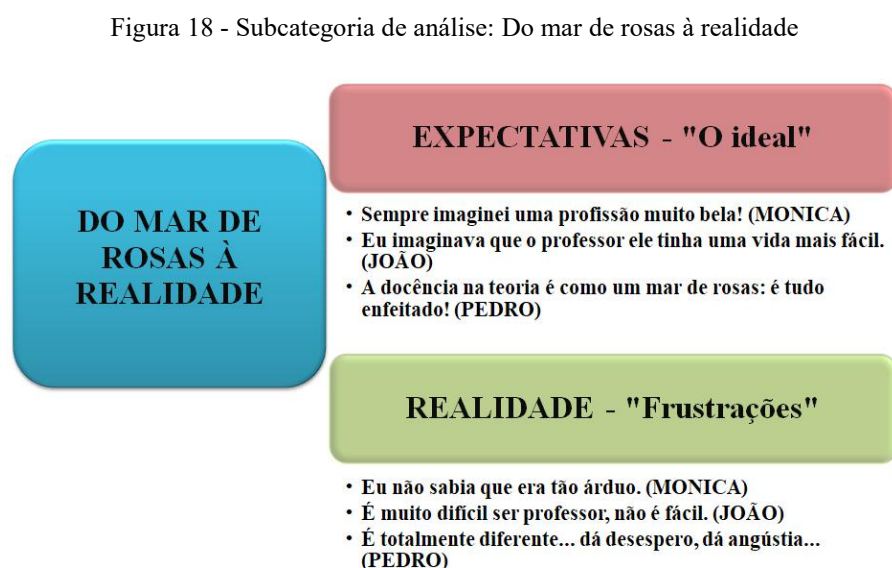 Figura 18 - Subcategoria de análise: Do mar de rosas à realidade
DO MAR DE
ROSAS À
REALIDADE
EXPECTATIVAS - "O ideal"
• Sempre imaginei uma profissão muito bela! (MONICA)
• Eu imaginava que o professor ele tinha uma vida mais fácil.
(JOÃO)
• A docência na teoria é como um mar de rosas: é tudo
enfeitado! (PEDRO)
REALIDADE - "Frustrações"
• Eu não sabia que era tão árduo. (MONICA)
• É muito difícil ser professor, não é fácil. (JOÃO)
• É totalmente diferente... dá desespero, dá angústia...
(PEDRO)